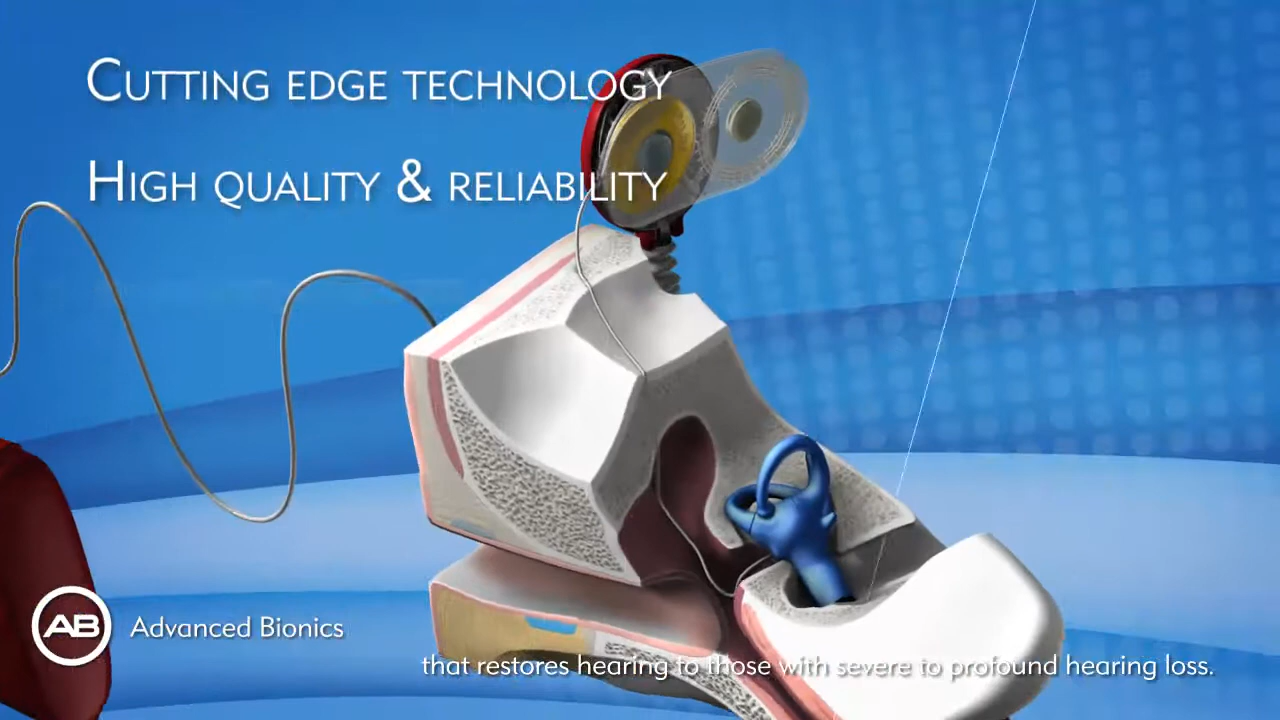 CUTTING EDGE TECHNOLOGY
HIGH QUALITY & RELIABILITY
AB Advanced Bionics
that restores hearing to those with severe to profound hearing loss.